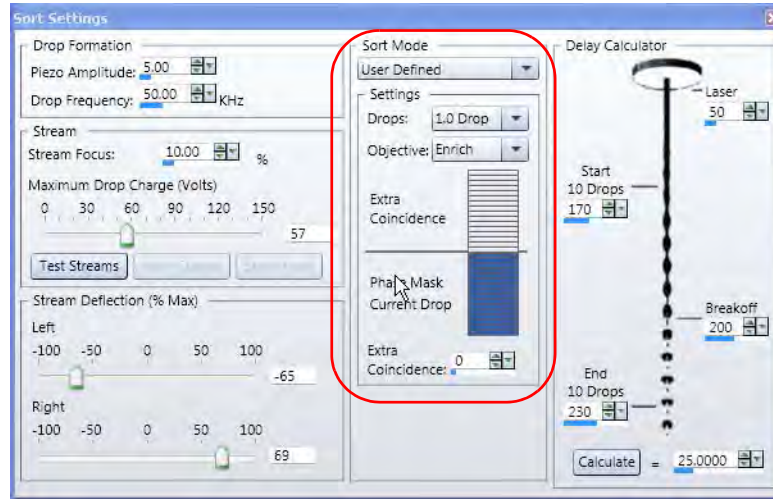 Sort Settings
Drop Formation
Piezo Amplitude: 5.00
Drop Frequency: 50.00 KHz
Stream
Stream Focus: 10.00 %
Maximum Drop Charge (Volts)
0 30 60 90 120 150
57
Test Streams
Stream Deflection (% Max)
Left
-100 -50 0 50 100
-65
Right
-100 -50 0 50 100
69
Sort Mode
User Defined
Settings
Drops: 1.0 Drop
Objective: Enrich
Extra
Coincidence
Phase Mask
Current Drop
Extra
Coincidence: 0
Delay Calculator
Laser
50
Start
10 Drops
170
Breakoff
200
End
10 Drops
230
Calculate = 25.0000